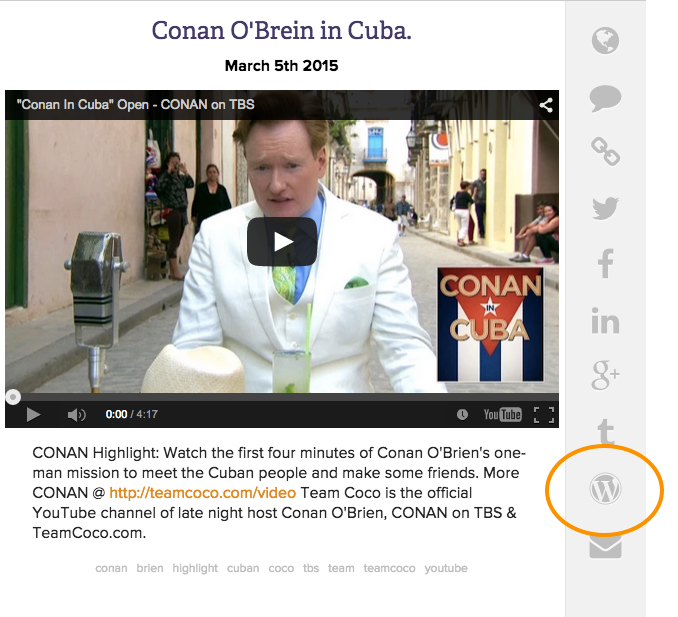 Conan O'Brein in Cuba.
March 5th 2015
"Conan In Cuba" Open - CONAN on TBS
CONAN
IN
CUBA
0:00 / 4:17
YouTube
CONAN Highlight: Watch the first four minutes of Conan O'Brien's one-
man mission to meet the Cuban people and make some friends. More
CONAN @ http://teamcoco.com/video Team Coco is the official
YouTube channel of late night host Conan O'Brien, CONAN on TBS &
TeamCoco.com.
conan brien highlight cuban coco tbs team teamcoco youtube
f
in
g+
t
W